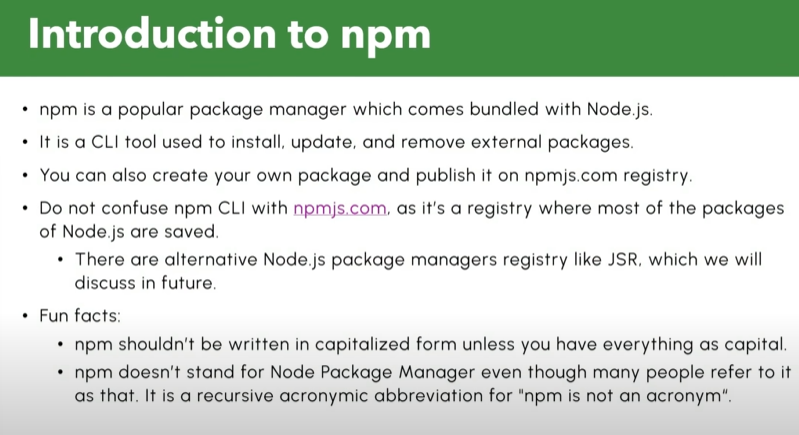 Introduction to npm
• npm is a popular package manager which comes bundled with Node.js.
• It is a CLI tool used to install, update, and remove external packages.
• You can also create your own package and publish it on npmjs.com registry.
• Do not confuse npm CLI with npmjs.com, as it's a registry where most of the packages
of Node.js are saved.
• There are alternative Node.js package managers registry like JSR, which we will
discuss in future.
• Fun facts:
• npm shouldn't be written in capitalized form unless you have everything as capital.
• npm doesn't stand for Node Package Manager even though many people refer to it
as that. It is a recursive acronymic abbreviation for "npm is not an acronym".